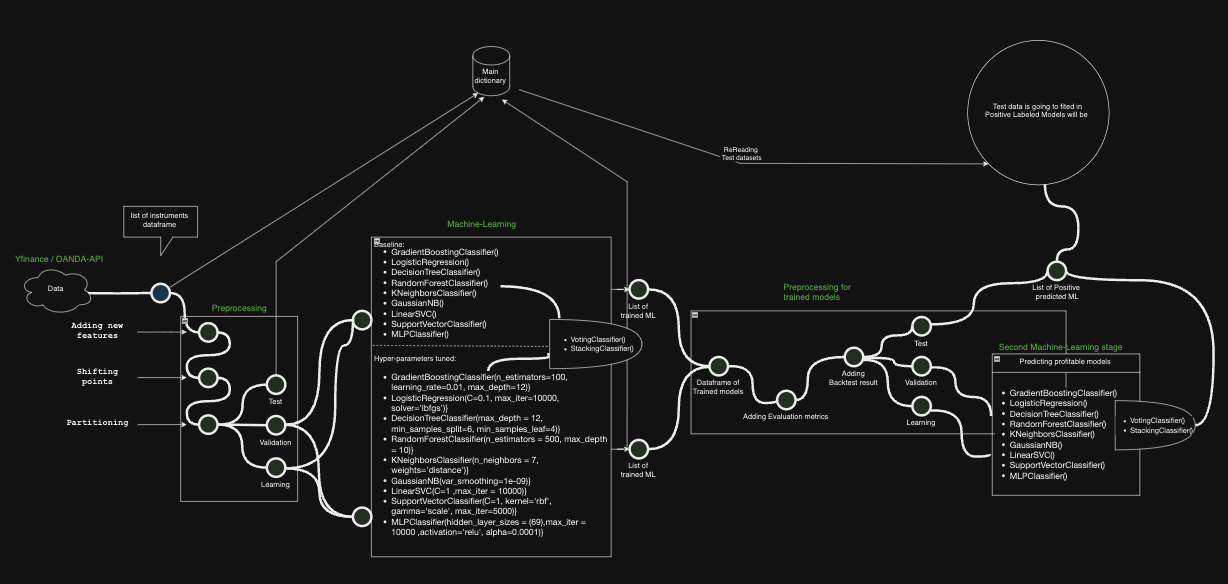 Main
dictionary
Test data is going to fited in
Positive Labeled Models will be
ReReading
Test datasets
list of instruments
dataframe
Yfinance / OANDA-API
Data
Adding new
features
Shifting
points
Partitioning
Preprocessing
Test
Validation
Learning
Machine-Learning
Baseline:
• GradientBoostingClassifier()
• LogisticRegression()
• DecisionTreeClassifier()
• RandomForestClassifier()
• KNeighborsClassifier()
• GaussianNB()
• LinearSVC()
• SupportVectorClassifier()
• MLPClassifier()
• VotingClassifier()
• StackingClassifier()
Hyper-parameters tuned:
• GradientBoostingClassifier(n_estimators=100,
learning_rate=0.01, max_depth=12)}
• LogisticRegression(C=0.1, max_iter=10000,
solver='lbfgs')}
• DecisionTreeClassifier(max_depth = 12,
min_samples_split=6, min_samples_leaf=4)}
• RandomForestClassifier(n_estimators = 500, max_depth
= 10)}
• KNeighborsClassifier(n_neighbors = 7,
weights='distance')}
• GaussianNB(var_smoothing=1e-09)}
• LinearSVC(C=1 ,max_iter = 10000)}
• SupportVectorClassifier(C=1, kernel='rbf',
gamma='scale', max_iter=5000)}
• MLPClassifier(hidden_layer_sizes = (69),max_iter =
10000 ,activation='relu', alpha=0.0001)}
List of
trained ML
List of
trained ML
Preprocessing for
trained models
Dataframe of
Trained models
Adding Evaluation metrics
Adding
Backtest result
Test
Validation
Learning
List of Positive
predicted ML
Second Machine-Learning stage
Predicting profitable models
• GradientBoostingClassifier()
• LogisticRegression()
• DecisionTreeClassifier()
• RandomForestClassifier()
• KNeighborsClassifier()
• GaussianNB()
• LinearSVC()
• SupportVectorClassifier()
• MLPClassifier()
• VotingClassifier()
• StackingClassifier()